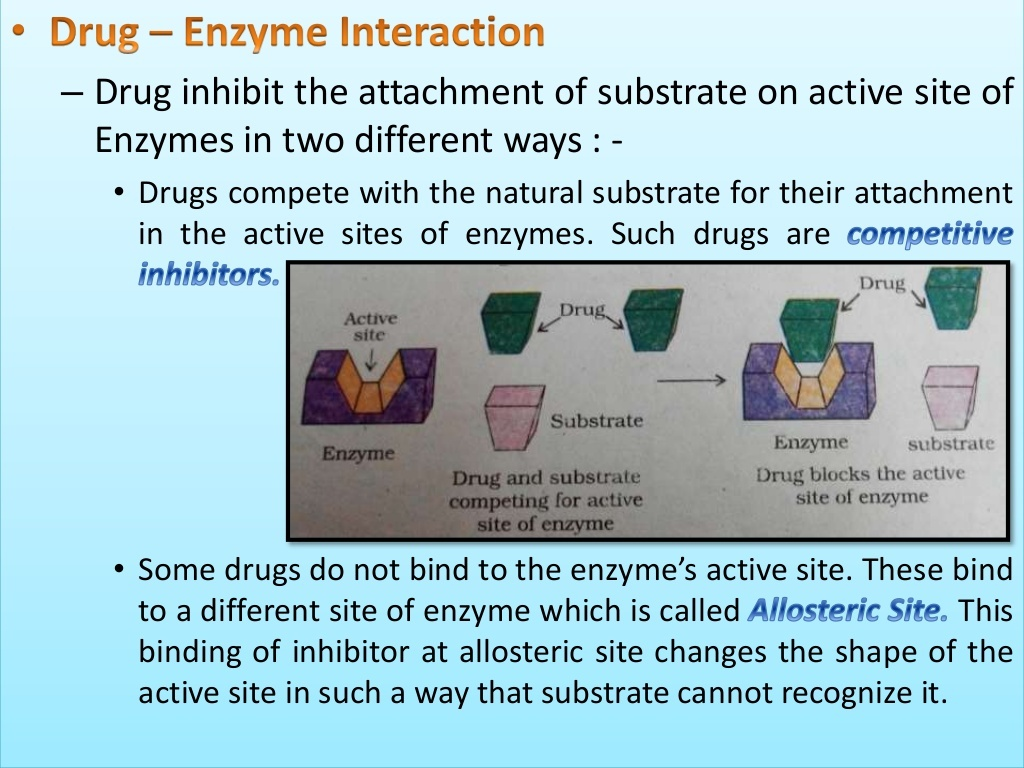 • Drug – Enzyme Interaction
– Drug inhibit the attachment of substrate on active site of
Enzymes in two different ways : -
• Drugs compete with the natural substrate for their attachment
in the active sites of enzymes. Such drugs are competitive
inhibitors.
Active
site
Enzyme
Drug
Substrate
Drug and substrate
competing for active
site of enzyme
Drug
Enzyme
substrate
Drug blocks the active
site of enzyme
• Some drugs do not bind to the enzyme’s active site. These bind
to a different site of enzyme which is called Allosteric Site. This
binding of inhibitor at allosteric site changes the shape of the
active site in such a way that substrate cannot recognize it.